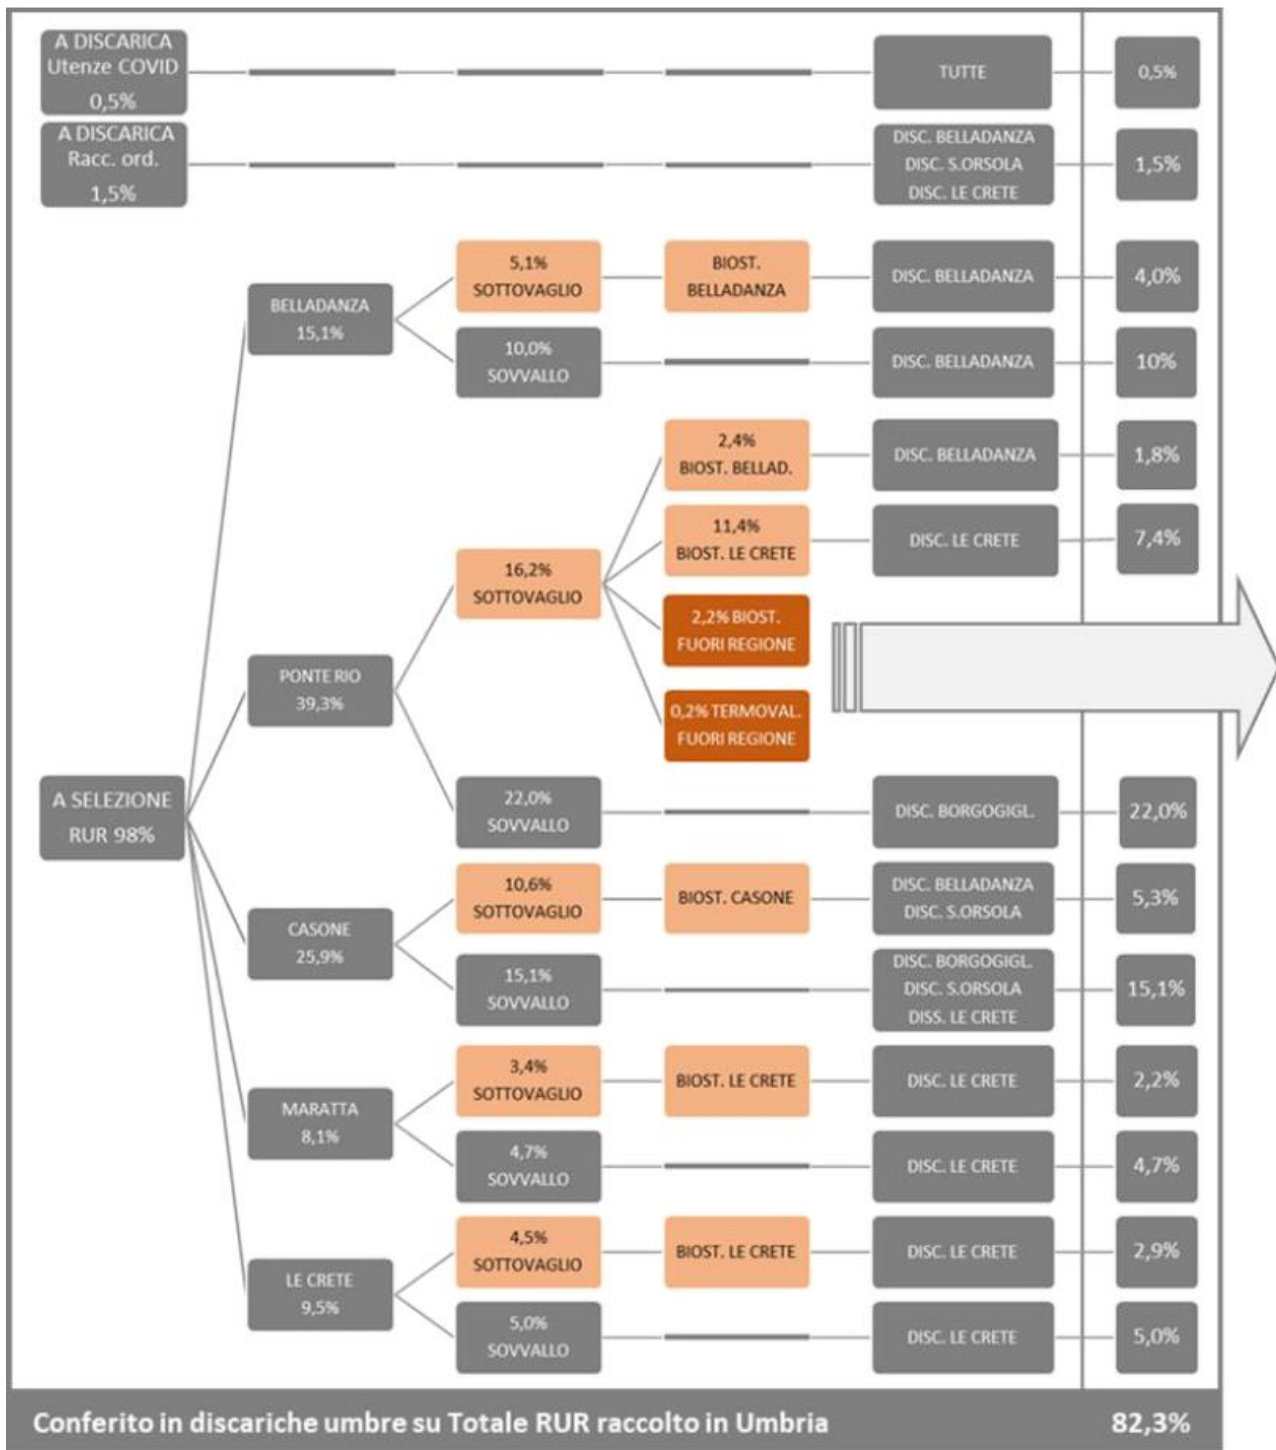 A DISCARICA
Utenze COVID
0,5%
TUTTE
0,5%
A DISCARICA
Racc. ord.
1,5%
DISC. BELLADANZA
DISC. S.ORSOLA
DISC. LE CRETE
1,5%
A SELEZIONE
RUR 98%
BELLADANZA
15,1%
5,1%
SOTTOVAGLIO
BIOST.
BELLADANZA
DISC. BELLADANZA
4,0%
10,0%
SOVVALLO
DISC. BELLADANZA
10%
PONTE RIO
39,3%
16,2%
SOTTOVAGLIO
2,4%
BIOST. BELLAD.
DISC. BELLADANZA
1,8%
11,4%
BIOST. LE CRETE
DISC. LE CRETE
7,4%
2,2% BIOST.
FUORI REGIONE
0,2% TERMOVAL.
FUORI REGIONE
22,0%
SOVVALLO
DISC. BORGOGIGL.
22,0%
CASONE
25,9%
10,6%
SOTTOVAGLIO
BIOST. CASONE
DISC. BELLADANZA
DISC. S.ORSOLA
5,3%
15,1%
SOVVALLO
DISC. BORGOGIGL.
DISC. S.ORSOLA
DISS. LE CRETE
15,1%
MARATTA
8,1%
3,4%
SOTTOVAGLIO
BIOST. LE CRETE
DISC. LE CRETE
2,2%
4,7%
SOVVALLO
DISC. LE CRETE
4,7%
LE CRETE
9,5%
4,5%
SOTTOVAGLIO
BIOST. LE CRETE
DISC. LE CRETE
2,9%
5,0%
SOVVALLO
DISC. LE CRETE
5,0%
Conferito in discariche umbre su Totale RUR raccolto in Umbria
82,3%